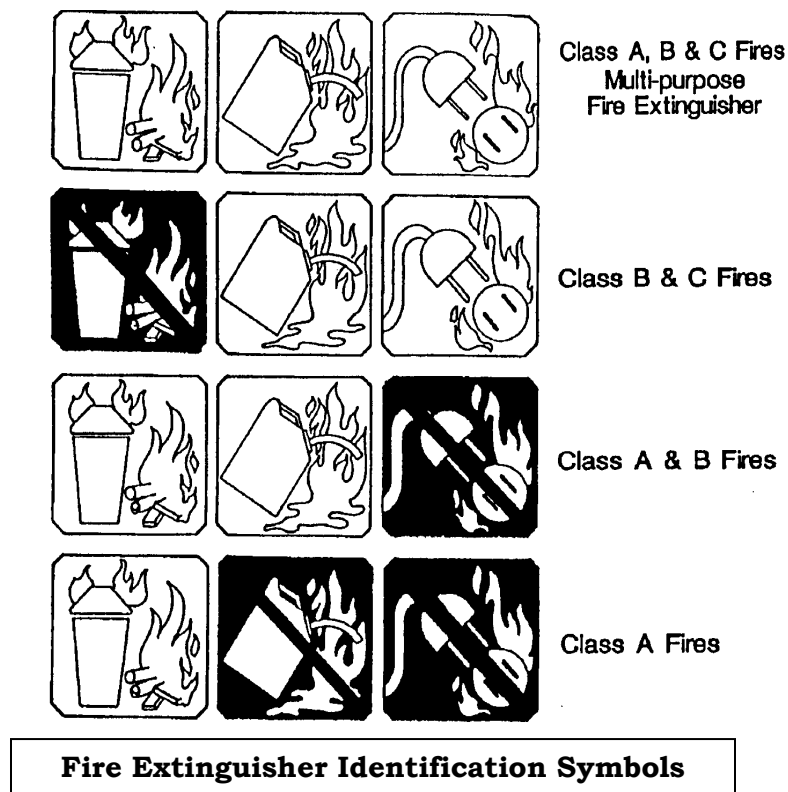 Class A, B & C Fires
Multi-purpose
Fire Extinguisher
Class B & C Fires
Class A & B Fires
Class A Fires
Fire Extinguisher Identification Symbols